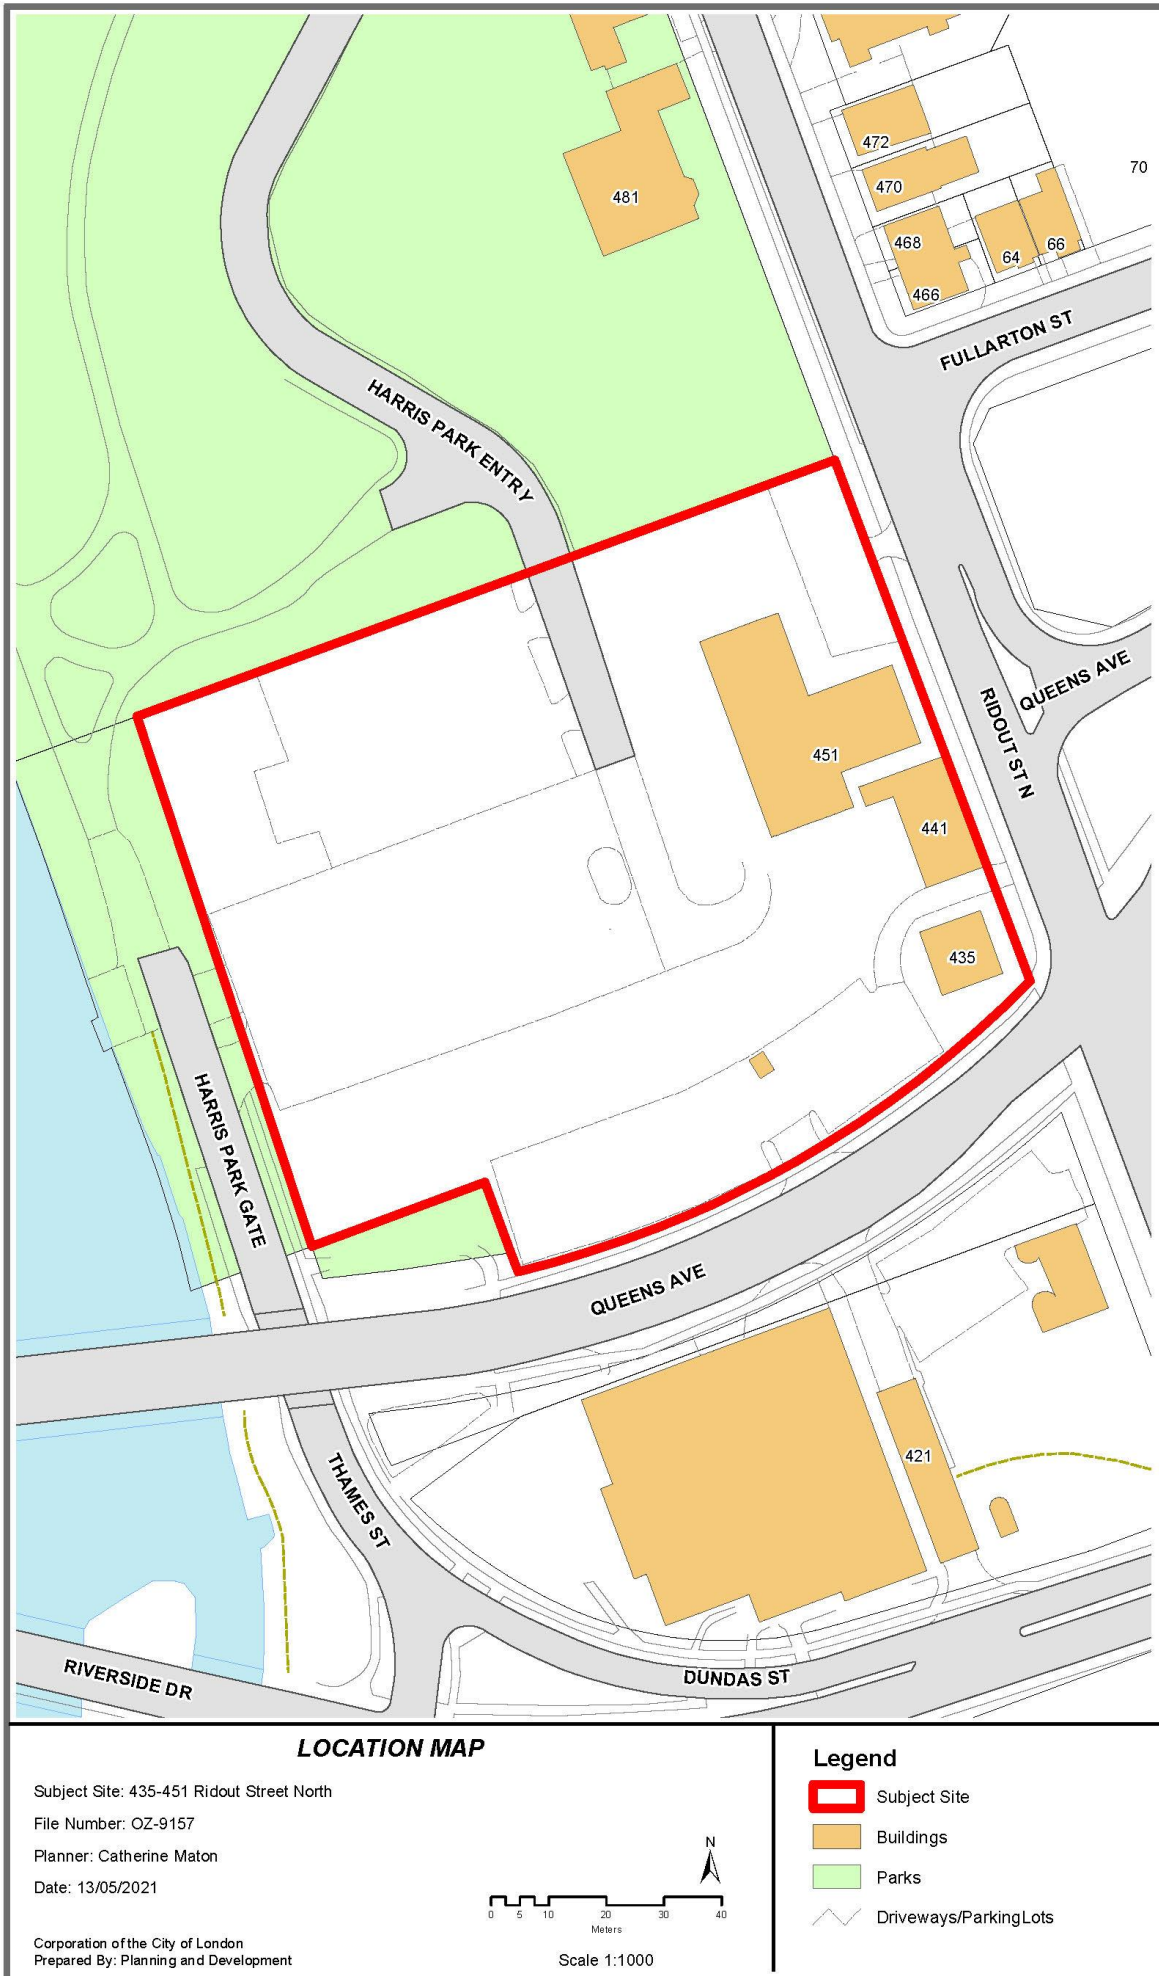 472
470
70
481
468
64
66
466
FULLARTON ST
HARRIS PARK ENTRY
QUEENS AVE
RIDOUT ST N
451
441
435
HARRIS PARK GATE
QUEENS AVE
421
THAMES ST
RIVERSIDE DR
DUNDAS ST
LOCATION MAP
Subject Site: 435-451 Ridout Street North
File Number: OZ-9157
Planner: Catherine Maton
Date: 13/05/2021
Corporation of the City of London
Prepared By: Planning and Development
N
0 5 10 20 30 40
Meters
Scale 1:1000
Legend
Subject Site
Buildings
Parks
Driveways/ParkingLots